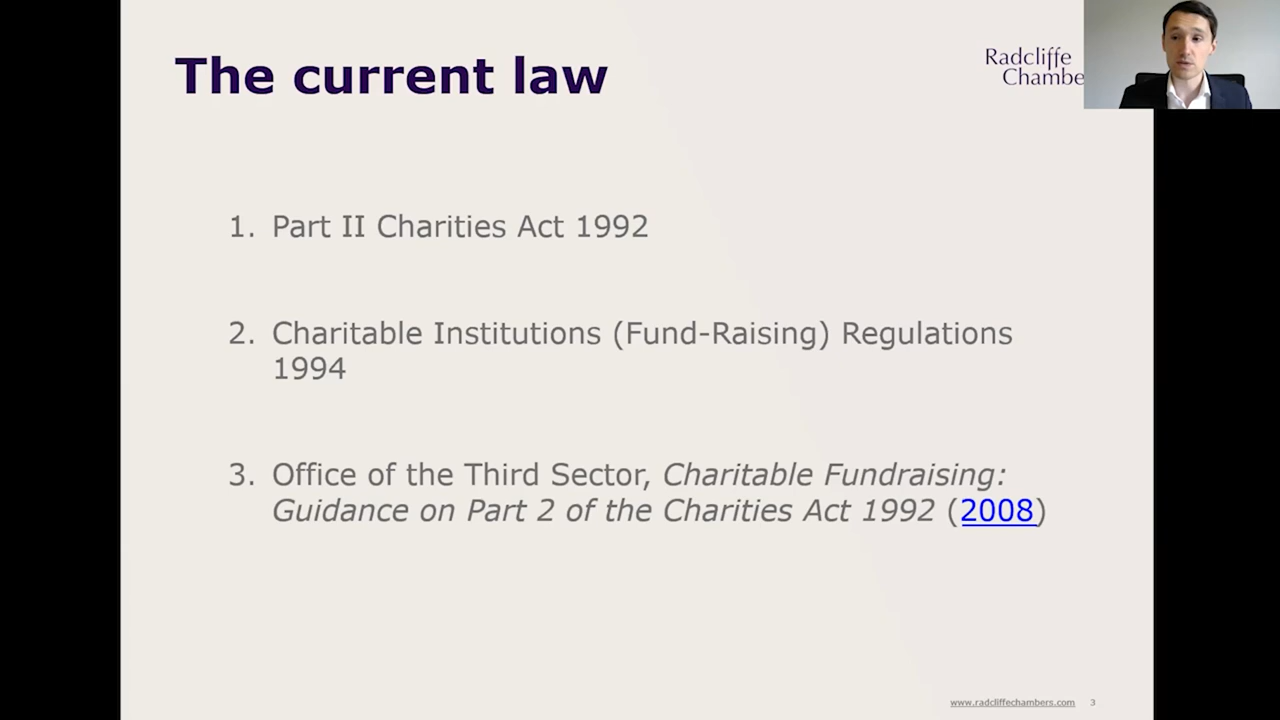 The current law
Radcliffe
Chambe
1. Part II Charities Act 1992
2. Charitable Institutions (Fund-Raising) Regulations
1994
3. Office of the Third Sector, Charitable Fundraising:
Guidance on Part 2 of the Charities Act 1992 (2008)
www.radcliffechambers.com 3